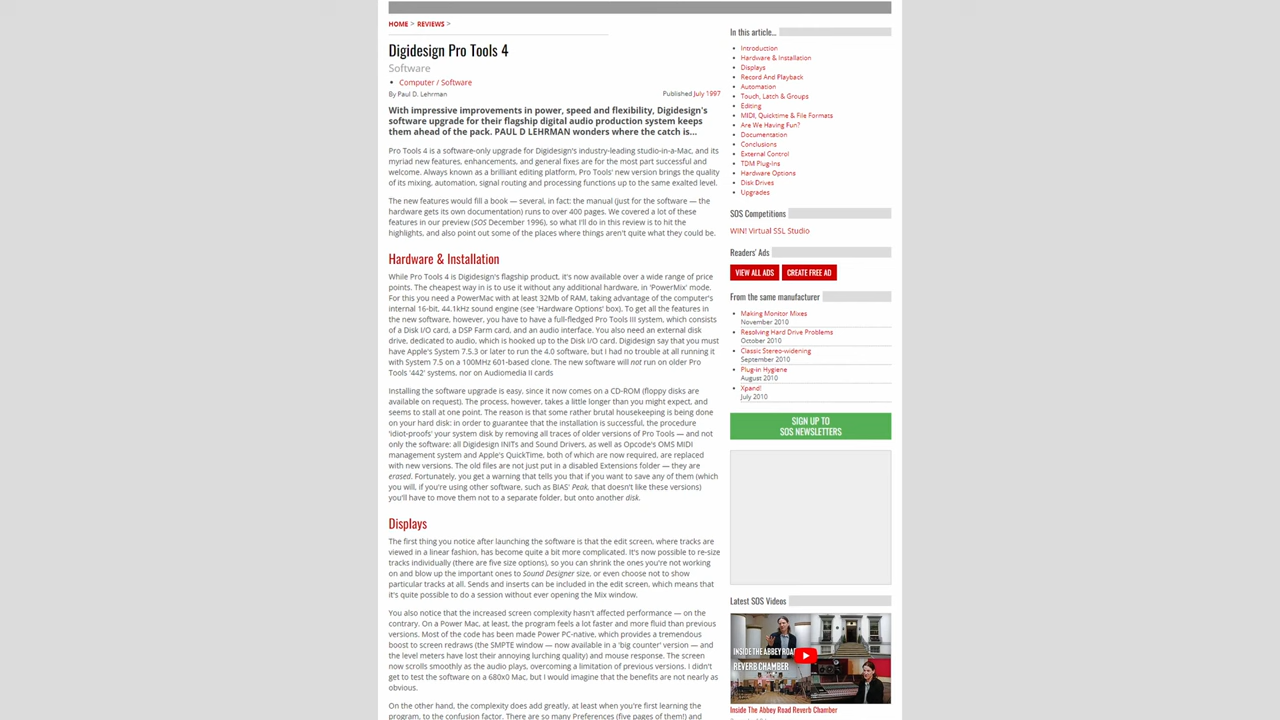 HOME > REVIEWS >
Digidesign Pro Tools 4
Software
• Computer / Software
By Paul D. Lehrman
Published July 1997
With impressive improvements in power, speed and flexibility, Digidesign's
software upgrade for their flagship digital audio production system keeps
them ahead of the pack. PAUL D LEHRMAN wonders where the catch is...
Pro Tools 4 is a software-only upgrade for Digidesign's industry-leading studio-in-a-Mac, and its
myriad new features, enhancements, and general fixes are for the most part successful and
welcome. Always known as a brilliant editing platform, Pro Tools' new version brings the quality
of its mixing, automation, signal routing and processing functions up to the same exalted level.
The new features would fill a book — several, in fact: the manual (just for the software — the
hardware gets its own documentation) runs to over 400 pages. We covered a lot of these
features in our preview (SOS December 1996), so what I'll do in this review is to hit the
highlights, and also point out some of the places where things aren't quite what they could be.
Hardware & Installation
While Pro Tools 4 is Digidesign's flagship product, it's now available over a wide range of price
points. The cheapest way in is to use it without any additional hardware, in 'PowerMix' mode.
For this you need a PowerMac with at least 32Mb of RAM, taking advantage of the computer's
internal 16-bit, 44.1kHz sound engine (see 'Hardware Options' box). To get all the features in
the new software, however, you have to have a full-fledged Pro Tools III system, which consists
of a Disk I/O card, a DSP Farm card, and an audio interface. You also need an external disk
drive, dedicated to audio, which is hooked up to the Disk I/O card. Digidesign say that you must
have Apple's System 7.5.3 or later to run the 4.0 software, but I had no trouble at all running it
with System 7.5 on a 100MHz 601-based clone. The new software will not run on older Pro
Tools '442' systems, nor on Audiomedia II cards
Installing the software upgrade is easy, since it now comes on a CD-ROM (floppy disks are
available on request). The process, however, takes a little longer than you might expect, and
seems to stall at one point. The reason is that some rather brutal housekeeping is being done
on your hard disk: in order to guarantee that the installation is successful, the procedure
'idiot-proofs' your system disk by removing all traces of older versions of Pro Tools — and not
only the software: all Digidesign INITs and Sound Drivers, as well as Opcode's OMS MIDI
management system and Apple's QuickTime, both of which are now required, are replaced
with new versions. The old files are not just put in a disabled Extensions folder — they are
erased. Fortunately, you get a warning that tells you that if you want to save any of them (which
you will, if you're using other software, such as BIAS' Peak, that doesn't like these versions)
you'll have to move them not to a separate folder, but onto another disk.
Displays
The first thing you notice after launching the software is that the edit screen, where tracks are
viewed in a linear fashion, has become quite a bit more complicated. It's now possible to re-size
tracks individually (there are five size options), so you can shrink the ones you're not working
on and blow up the important ones to Sound Designer size, or even choose not to show
particular tracks at all. Sends and inserts can be included in the edit screen, which means that
it's quite possible to do a session without ever opening the Mix window.
You also notice that the increased screen complexity hasn't affected performance — on the
contrary. On a Power Mac, at least, the program feels a lot faster and more fluid than previous
versions. Most of the code has been made Power PC-native, which provides a tremendous
boost to screen redraws (the SMPTE window — now available in a 'big counter' version — and
the level meters have lost their annoying lurching quality) and mouse response. The screen
now scrolls smoothly as the audio plays, overcoming a limitation of previous versions. I didn't
get to test the software on a 680x0 Mac, but I would imagine that the benefits are not nearly as
obvious.
On the other hand, the complexity does add greatly, at least when you're first learning the
program, to the confusion factor. There are so many Preferences (five pages of them!) and
In this article...
• Introduction
• Hardware & Installation
• Displays
• Record And Playback
• Automation
• Touch, Latch & Groups
• Editing
• MIDI, Quicktime & File Formats
• Are We Having Fun?
• Documentation
• Conclusions
• External Control
• TDM Plug-Ins
• Hardware Options
• Disk Drives
• Upgrades
SOS Competitions
WIN! Virtual SSL Studio
Readers' Ads
VIEW ALL ADS CREATE FREE AD
From the same manufacturer
• Making Monitor Mixes
November 2010
• Resolving Hard Drive Problems
October 2010
• Classic Stereo-widening
September 2010
• Plug-in Hygiene
August 2010
• Xpand!
July 2010
SIGN UP TO
SOS NEWSLETTERS
Latest SOS Videos
INSIDE THE ABBEY ROAD
REVERB CHAMBER
Inside The Abbey Road Reverb Chamber